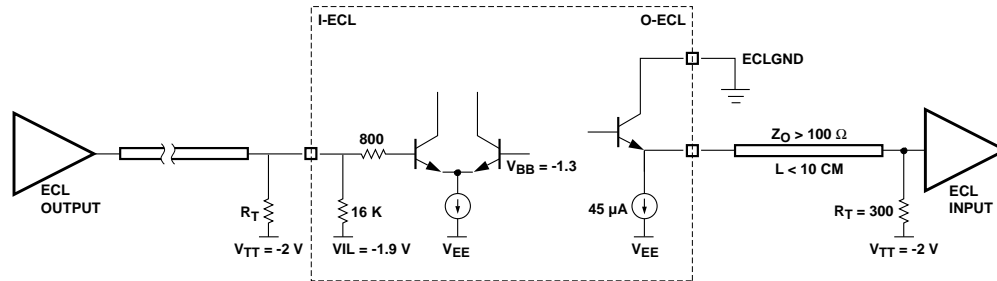 I-ECL
O-ECL
ECLGND
800
V_BB = -1.3
Z_O > 100 Ω
L < 10 CM
ECL
OUTPUT
R_T
16 K
45 µA
R_T = 300
ECL
INPUT
V_TT = -2 V
VIL = -1.9 V
V_EE
V_EE
V_TT = -2 V